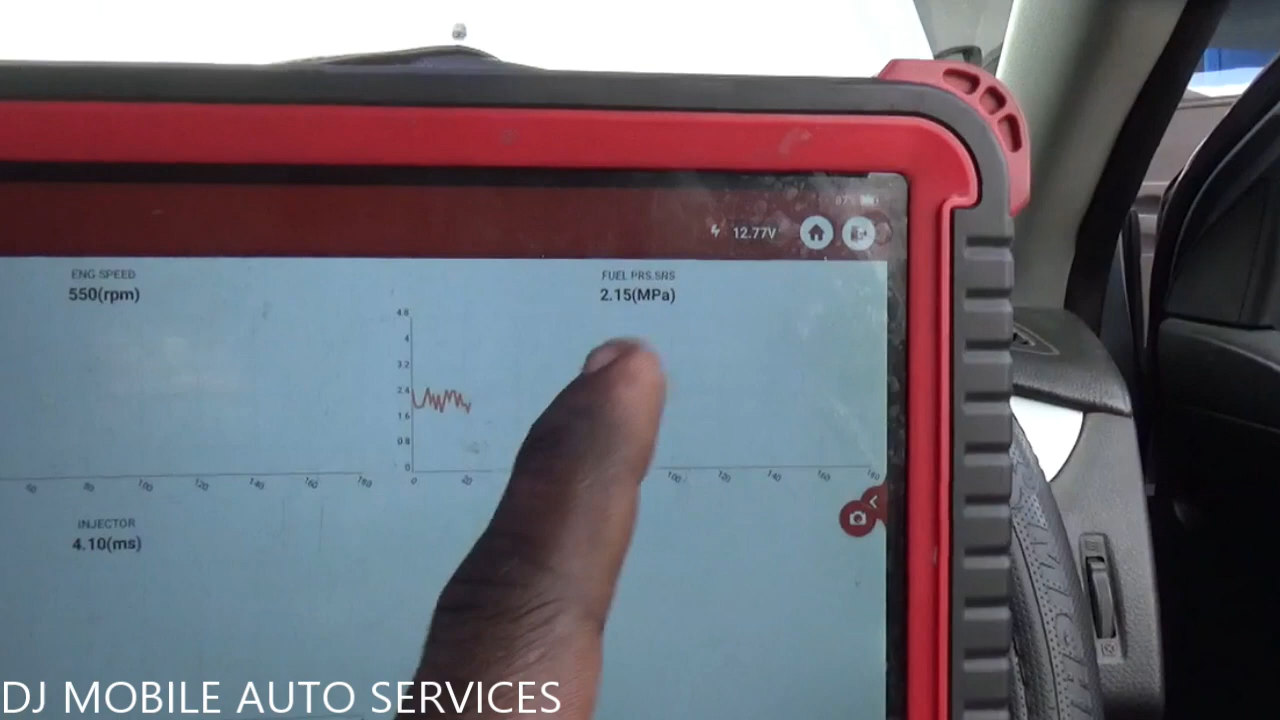 12.77V
ENG SPEED
550(rpm)
FUEL PRS.SRS
2.15(MPa)
4.8
4
3.2
2.4
1.6
0.8
0
60 80 100 120 140 160 180
0 20 100 120 140 160 180
INJECTOR
4.10(ms)
DJ MOBILE AUTO SERVICES